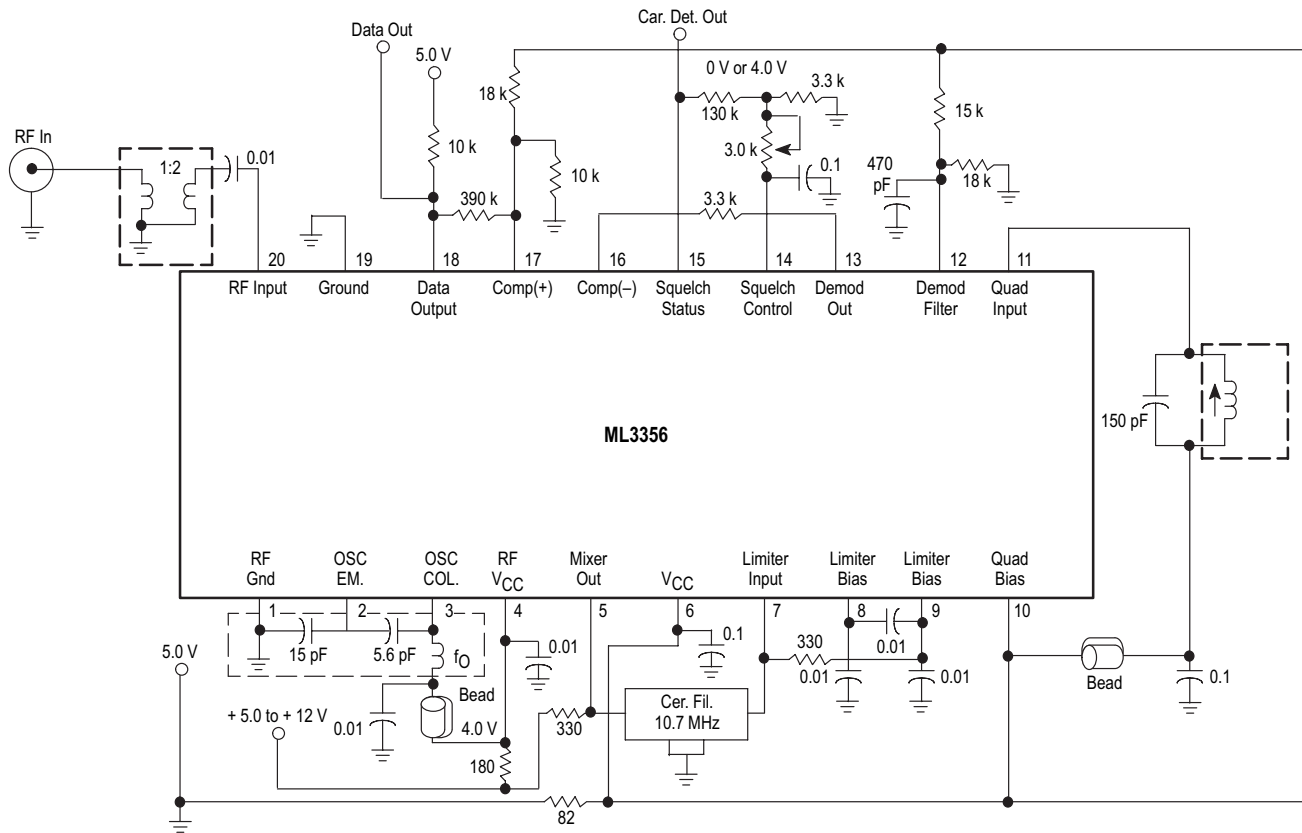 Car. Det. Out
Data Out
5.0 V
0 V or 4.0 V
18 k
3.3 k
130 k
15 k
RF In
1:2
0.01
10 k
3.0 k
0.1
470
pF
18 k
10 k
390 k
3.3 k
20 19 18 17 16 15 14 13 12 11
RF Input
Ground
Data
Output
Comp(+)
Comp(–)
Squelch
Status
Squelch
Control
Demod
Out
Demod
Filter
Quad
Input
150 pF
ML3356
RF
Gnd
OSC
EM.
OSC
COL.
RF
VCC
Mixer
Out
VCC
Limiter
Input
Limiter
Bias
Limiter
Bias
Quad
Bias
1 2 3 4 5 6 7 8 9 10
5.0 V
15 pF
5.6 pF
fO
0.01
0.1
330
0.01
0.01
0.01
Bead
0.1
+ 5.0 to + 12 V
0.01
Bead
4.0 V
330
Cer. Fil.
10.7 MHz
180
82